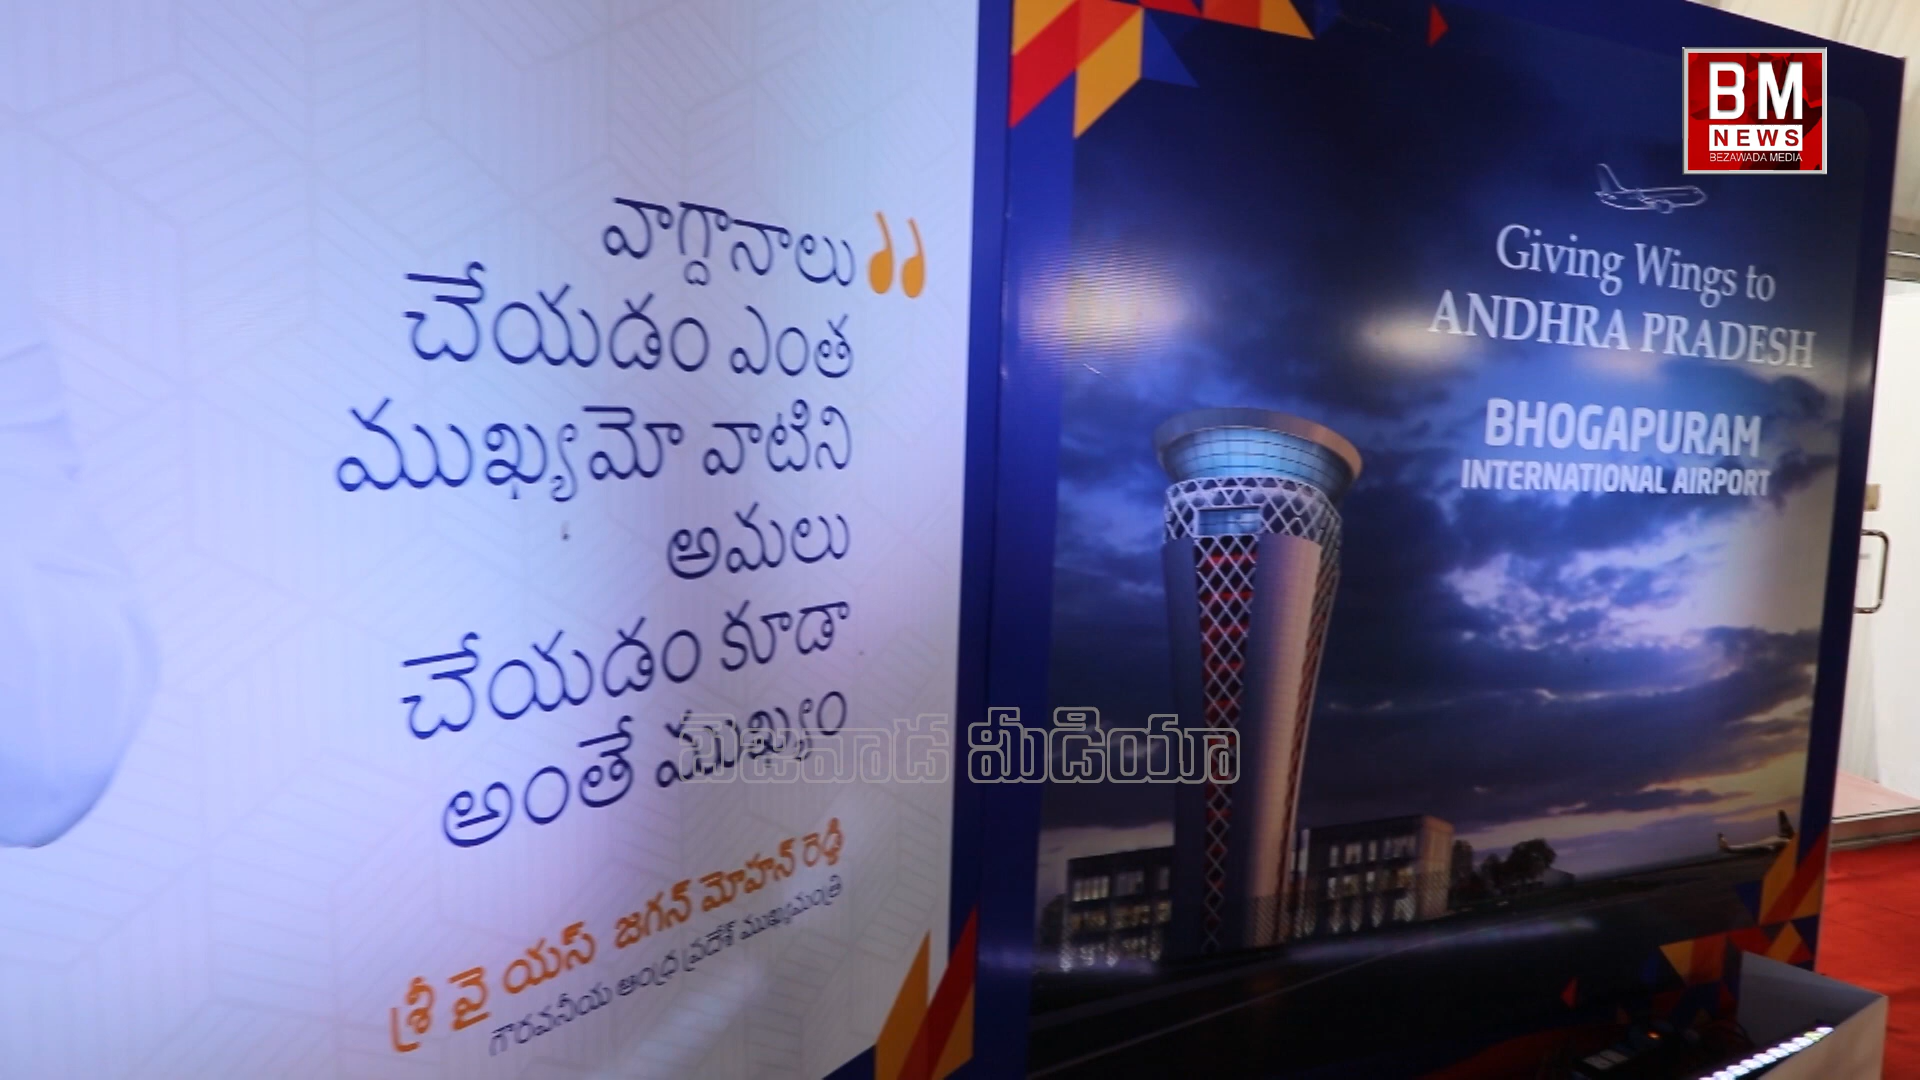 వాగ్దానాలు
చేయడం ఎంత
ముఖ్యమో వాటిని
అమలు
చేయడం కూడా
అంతే ముఖ్యం
శ్రీ వై యస్ జగన్ మోహన్ రెడ్డి
గౌరవనీయ ఆంధ్ర ప్రదేశ్ ముఖ్యమంత్రి
Giving Wings to
ANDHRA PRADESH
BHOGAPURAM
INTERNATIONAL AIRPORT
BM
NEWS
BEZAWADA MEDIA
బెజవాడ మీడియా